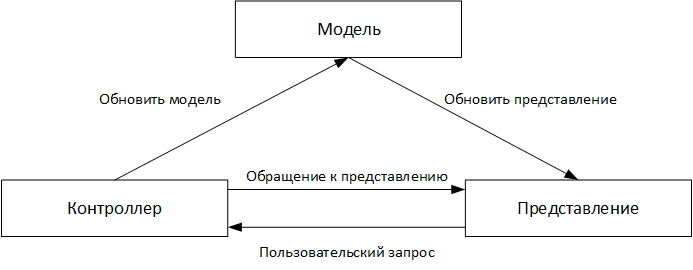 Модель
Обновить модель
Обновить представление
Обращение к представлению
Контроллер
Представление
Пользовательский запрос